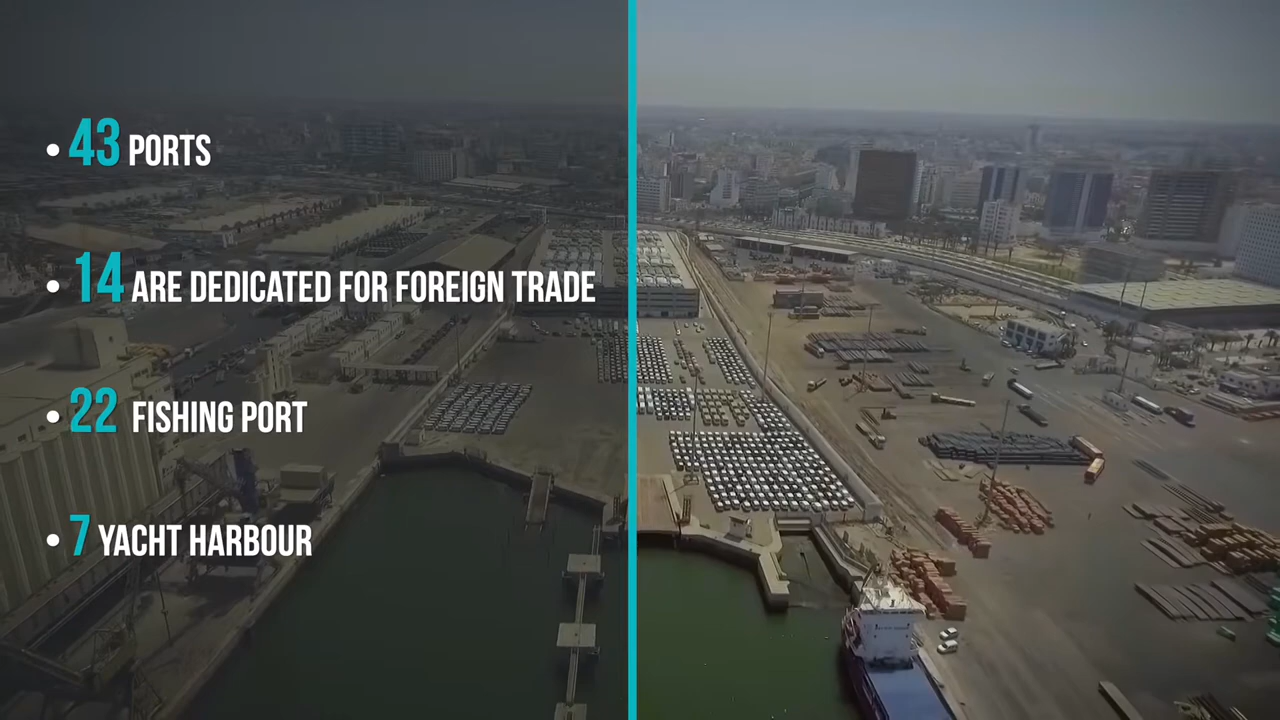 • 43 PORTS
• 14 ARE DEDICATED FOR FOREIGN TRADE
• 22 FISHING PORT
• 7 YACHT HARBOUR